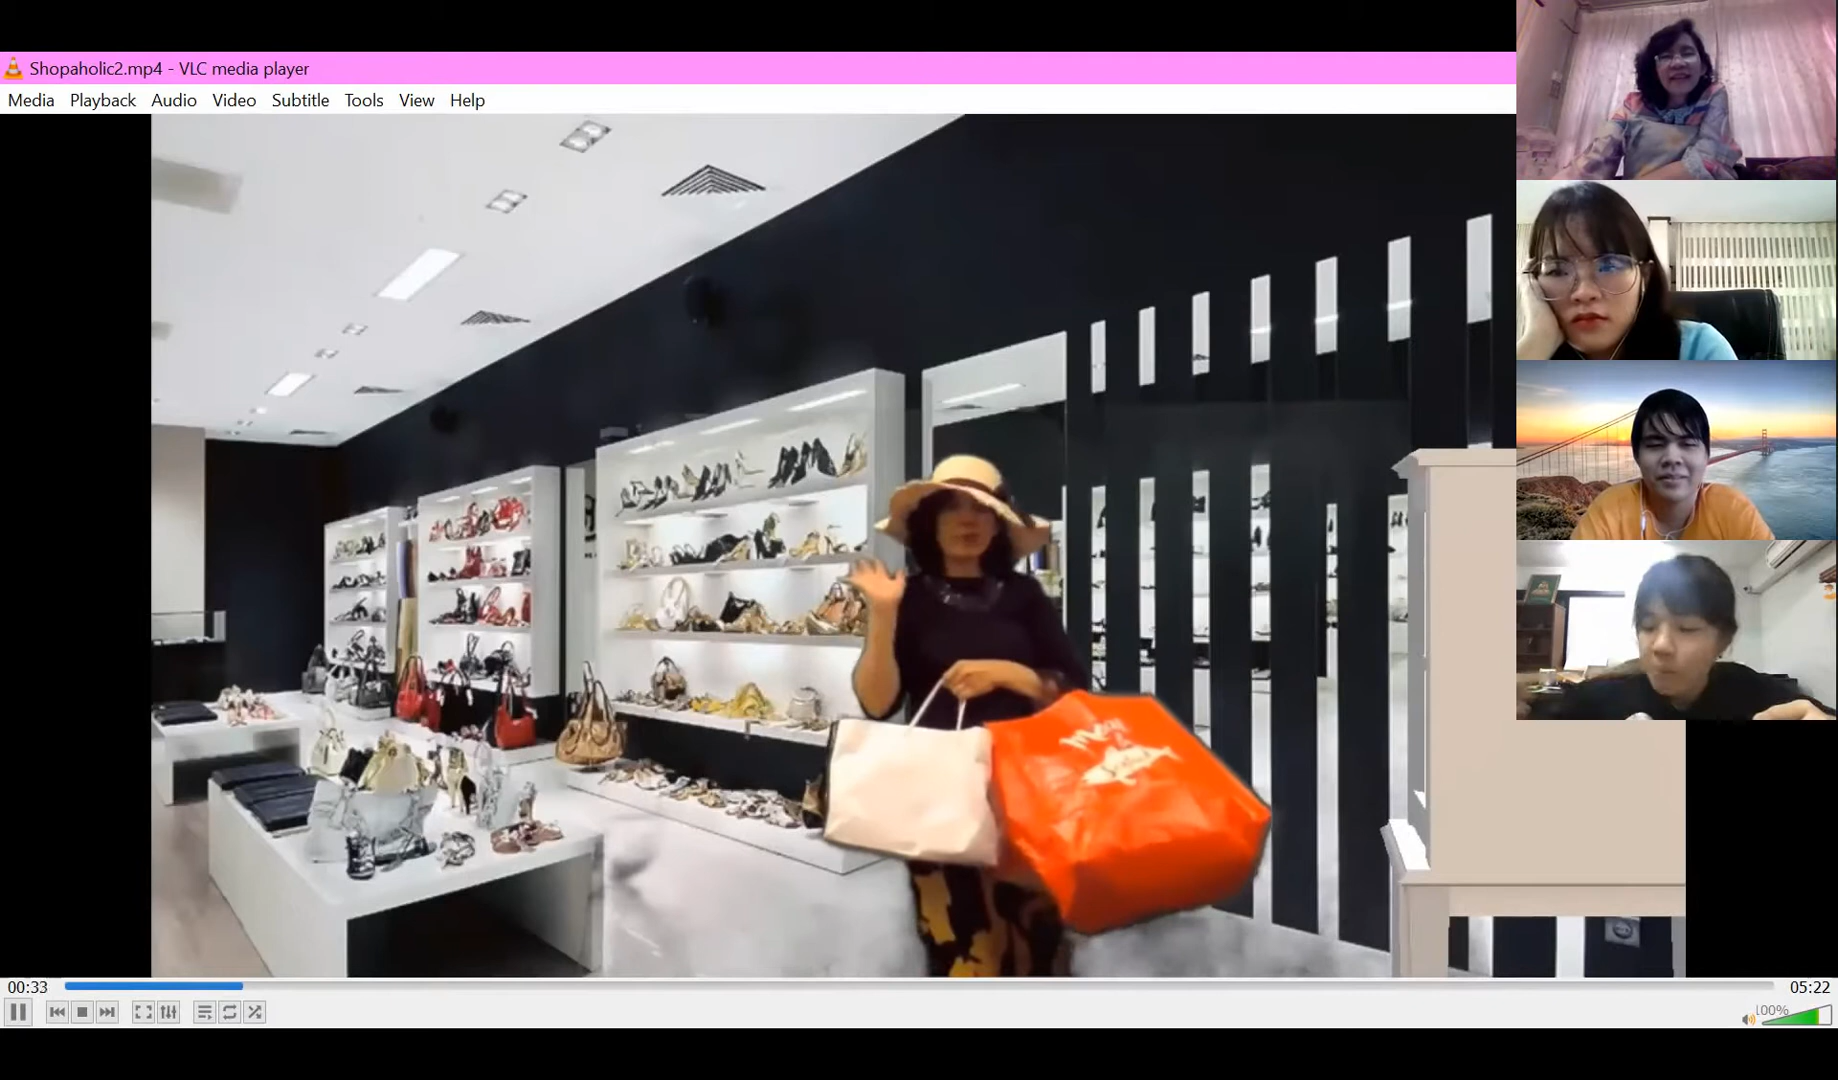 Shopaholic2.mp4 - VLC media player
Media Playback Audio Video Subtitle Tools View Help
00:33
05:22
100%